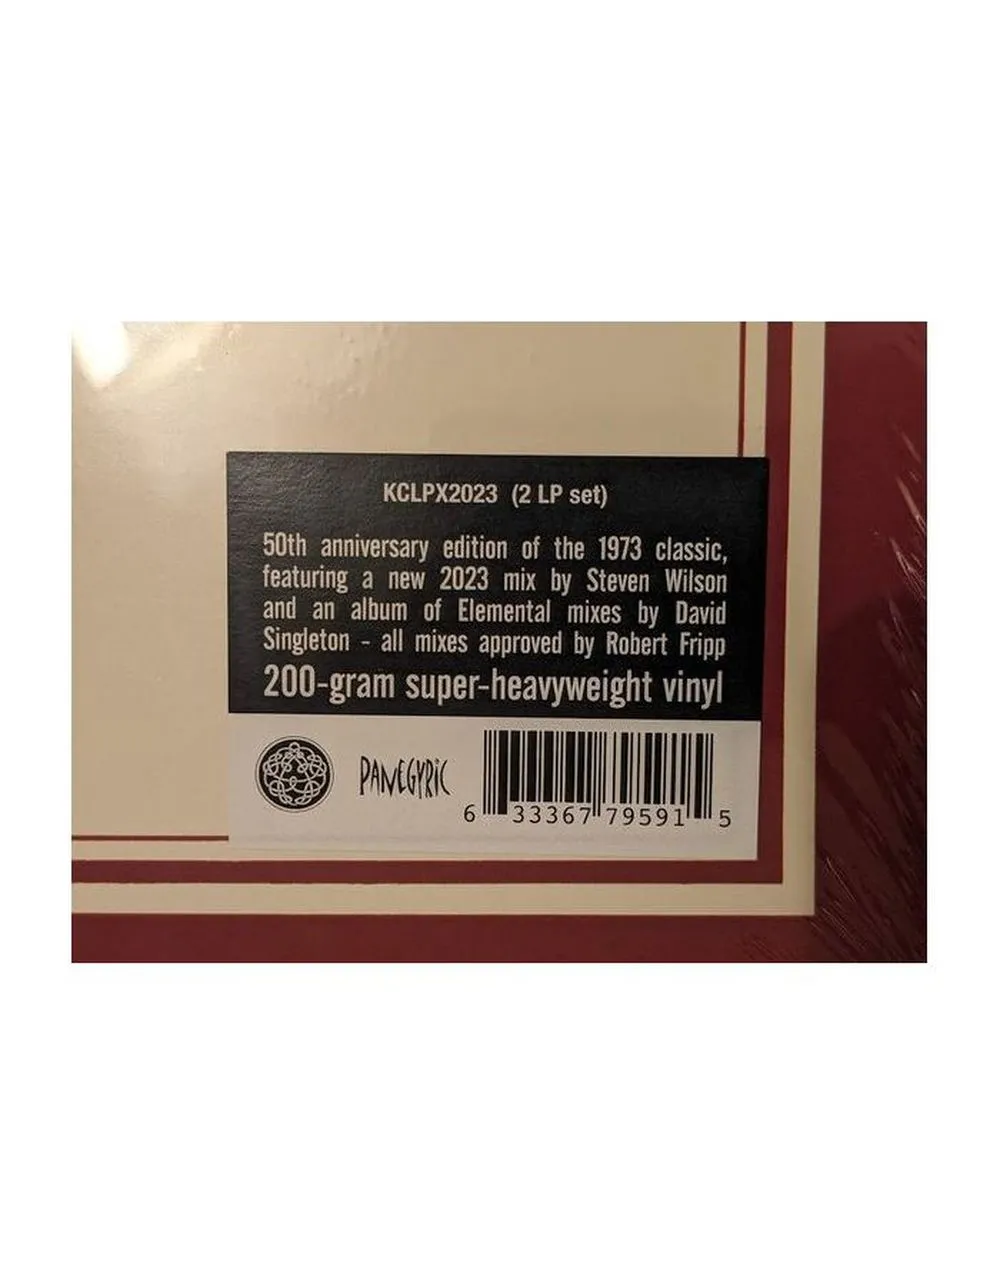 KCLPX2023 (2 LP set)
50th anniversary edition of the 1973 classic,
featuring a new 2023 mix by Steven Wilson
and an album of Elemental mixes by David
Singleton - all mixes approved by Robert Fripp
200-gram super-heavyweight vinyl
PANEGYRIC
6 33367 79591 5